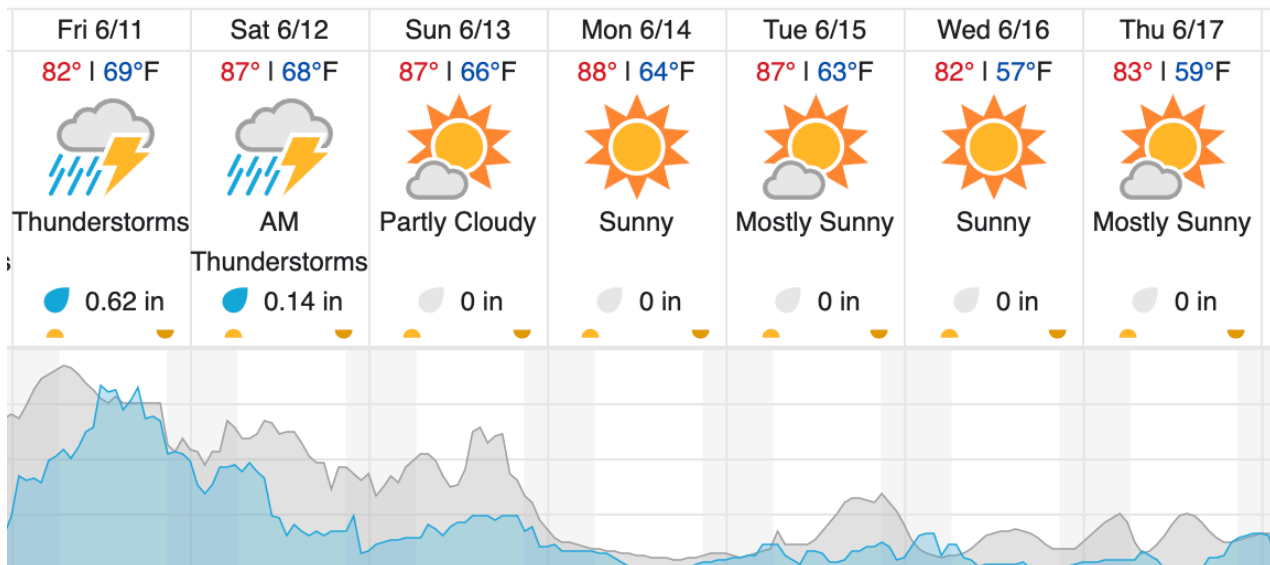 Fri 6/11 Sat 6/12 Sun 6/13 Mon 6/14 Tue 6/15 Wed 6/16 Thu 6/17
82° | 69°F 87° | 68°F 87° | 66°F 88° | 64°F 87° | 63°F 82° | 57°F 83° | 59°F
Thunderstorms AM Partly Cloudy Sunny Mostly Sunny Sunny Mostly Sunny
s Thunderstorms
0.62 in 0.14 in 0 in 0 in 0 in 0 in 0 in